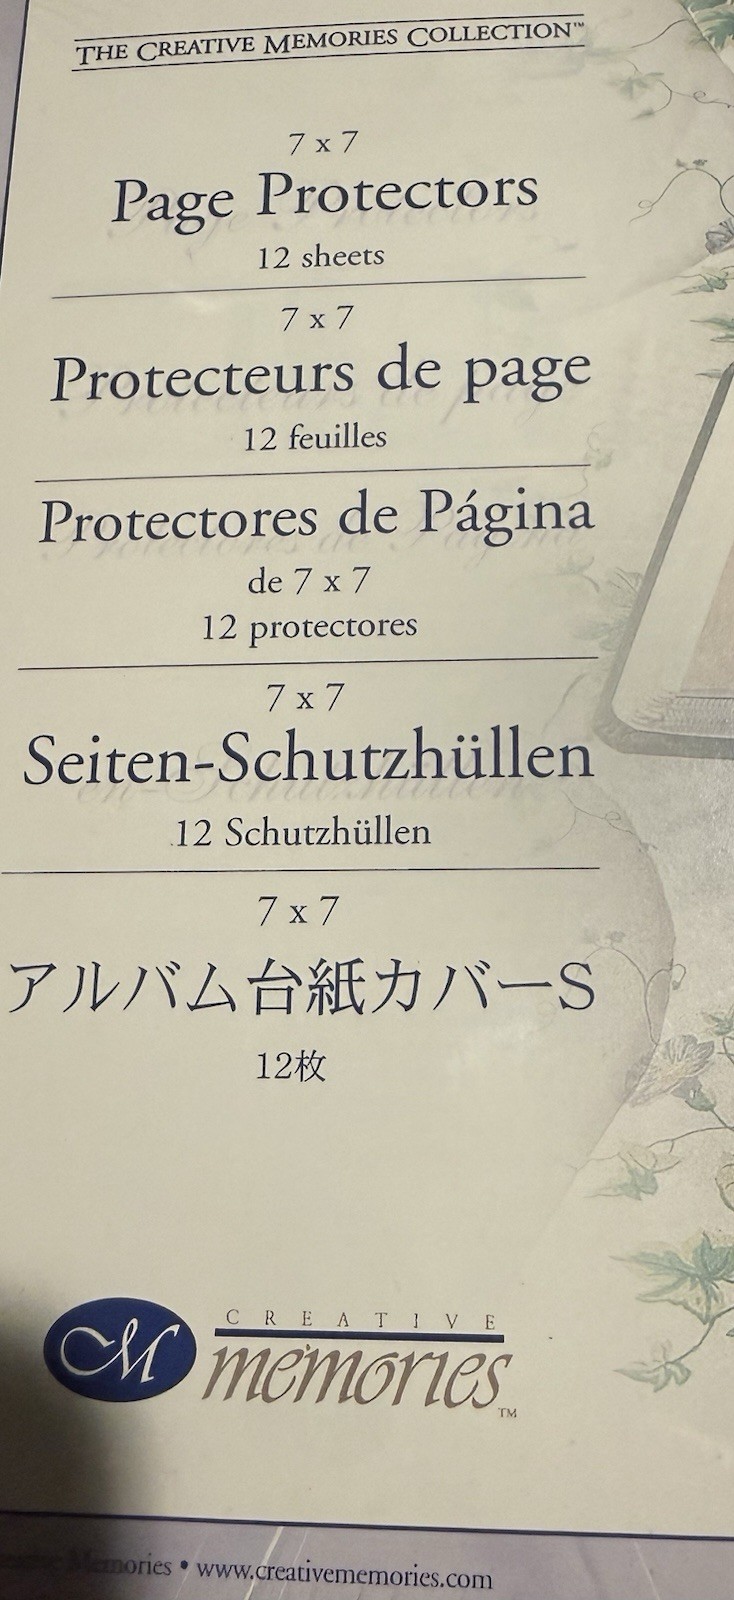 THE CREATIVE MEMORIES COLLECTION™
7 x 7
Page Protectors
12 sheets
7 x 7
Protecteurs de page
12 feuilles
Protectores de Página
de 7 x 7
12 protectores
7 x 7
Seiten-Schutzhüllen
12 Schutzhüllen
7 x 7
アルバム台紙カバーS
12枚
CREATIVE
memories™
Memories • www.creativememories.com